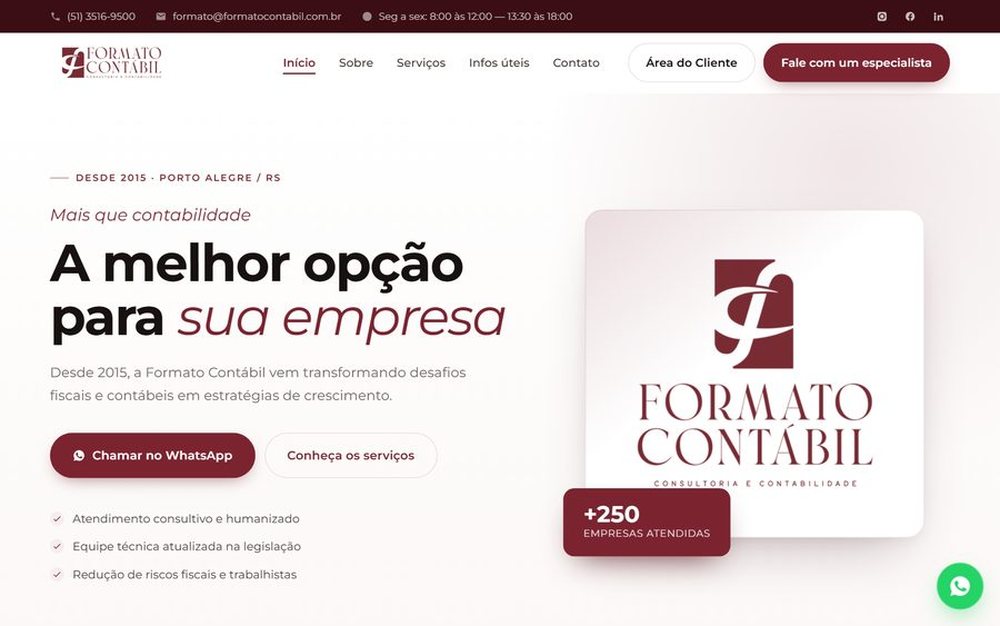 (51) 3516-9500
formato@formatocontabil.com.br
Seg a sex: 8:00 às 12:00 — 13:30 às 18:00
FORMATO
CONTÁBIL
CONSULTORIA E CONTABILIDADE
Início
Sobre
Serviços
Infos úteis
Contato
Área do Cliente
Fale com um especialista
DESDE 2015 · PORTO ALEGRE / RS
Mais que contabilidade
A melhor opção
para sua empresa
Desde 2015, a Formato Contábil vem transformando desafios
fiscais e contábeis em estratégias de crescimento.
Chamar no WhatsApp
Conheça os serviços
Atendimento consultivo e humanizado
Equipe técnica atualizada na legislação
Redução de riscos fiscais e trabalhistas
FORMATO
CONTÁBIL
CONSULTORIA E CONTABILIDADE
+250
EMPRESAS ATENDIDAS